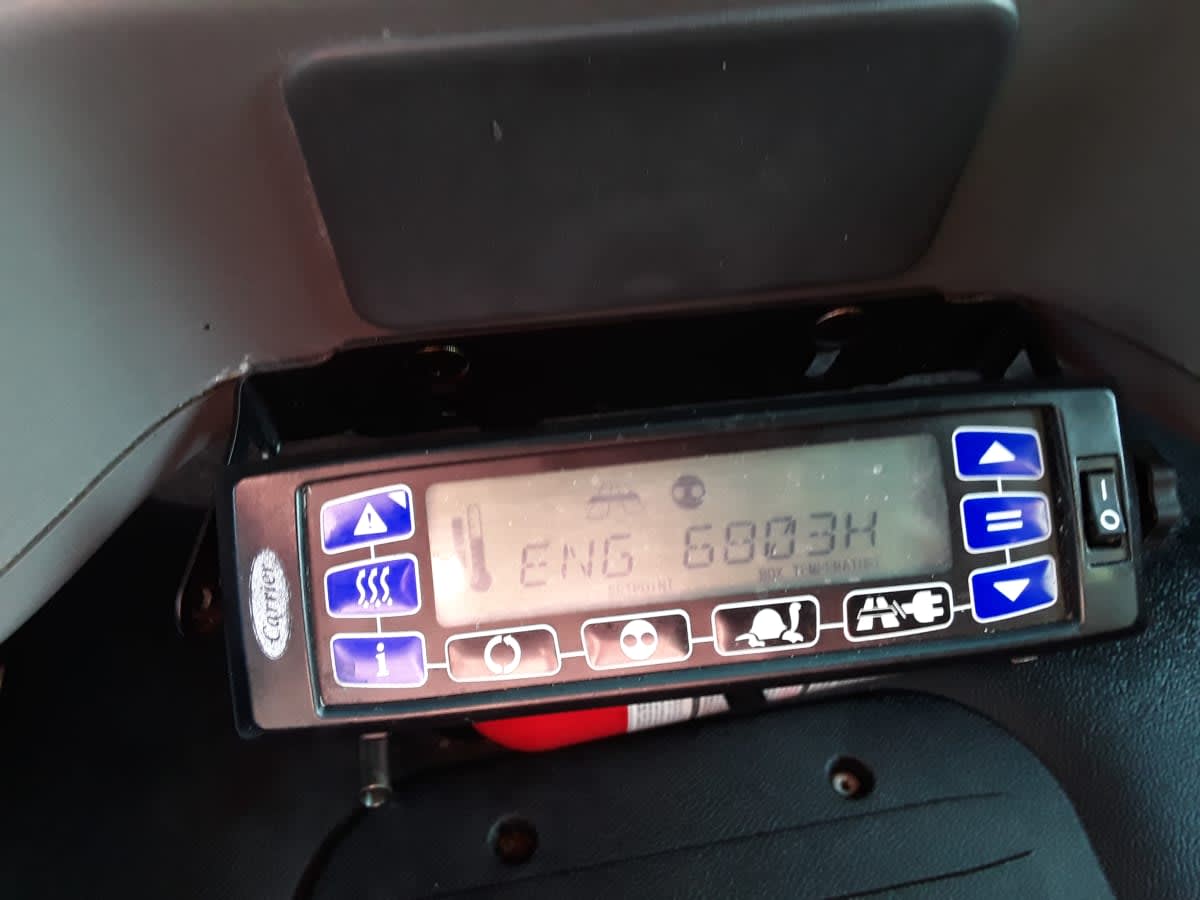 Carrier
ENG 6803H
SETPOINT
BOX TEMPERATURE
i
I
O